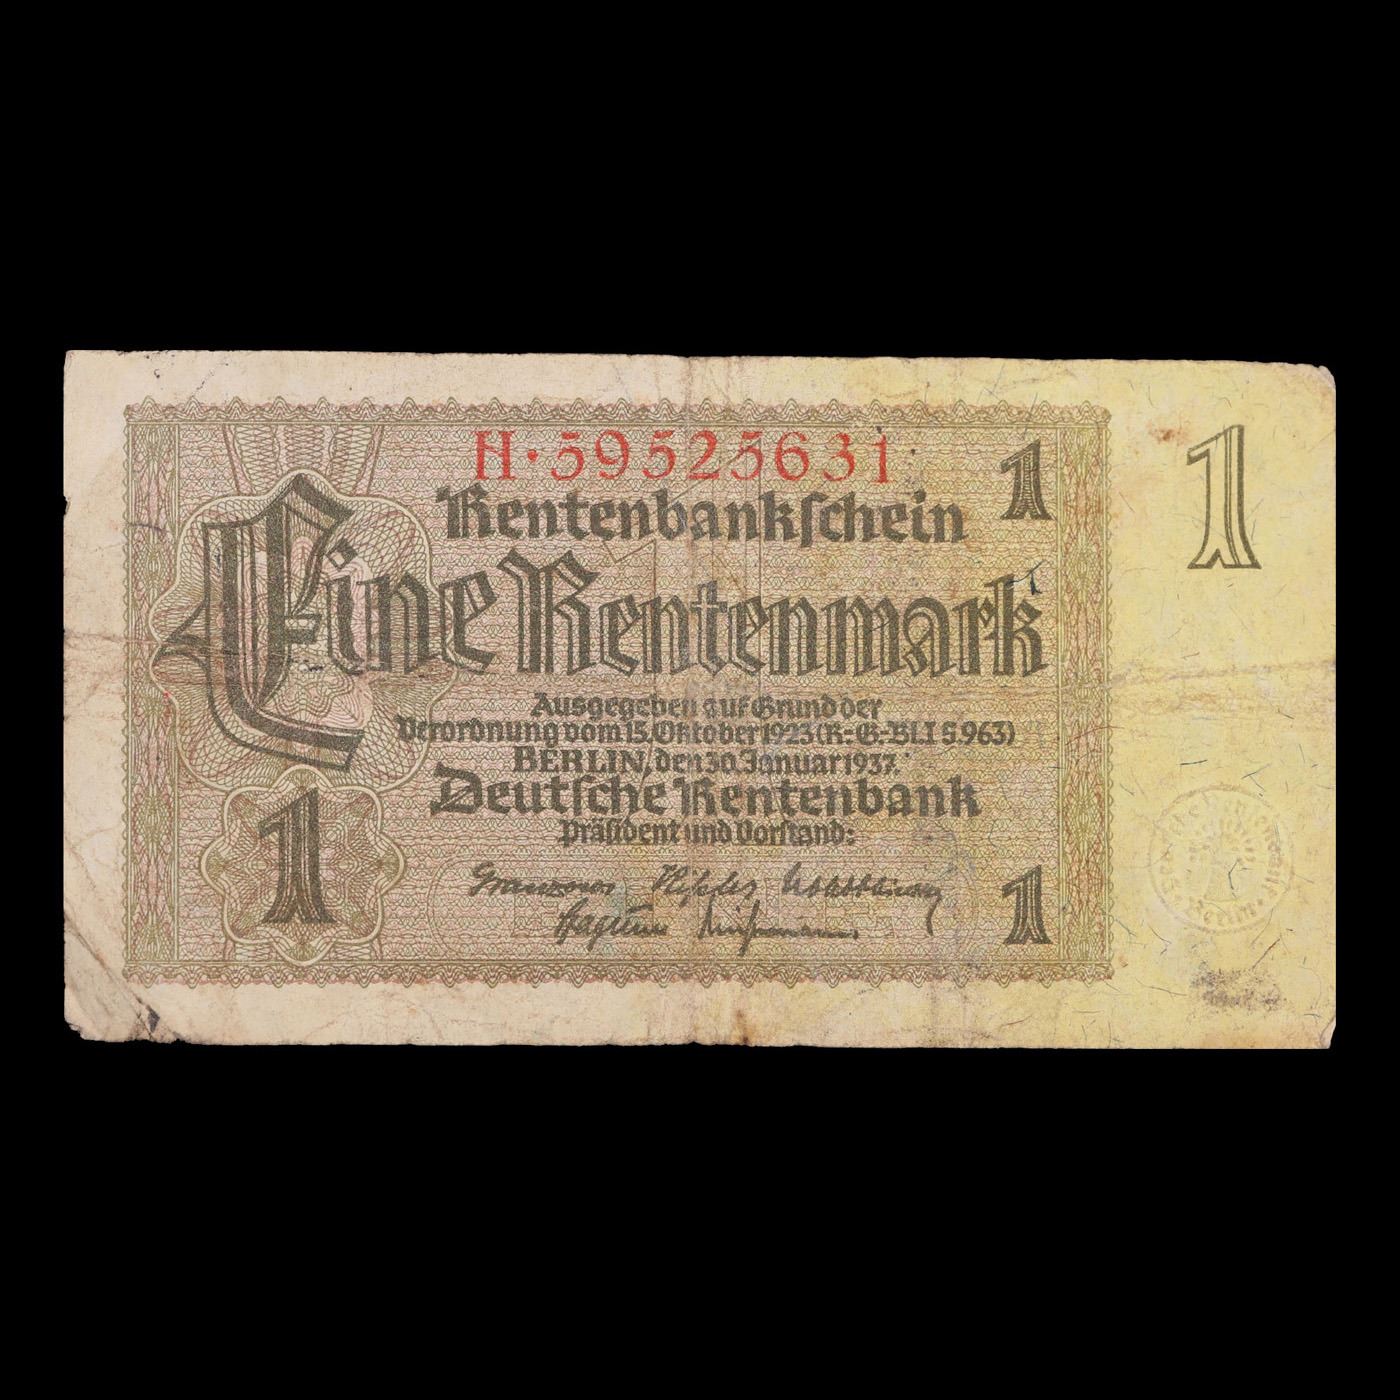 H·59525631
Rentenbankſchein
1
1
Eine Rentenmark
Ausgegeben auf Grund der
Verordnung vom 15. Oktober 1923 (R.-G.-Bl. I S. 963)
BERLIN, den 30. Januar 1937.
Deutſche Rentenbank
Präſident und Vorſtand:
1
1
Berlin